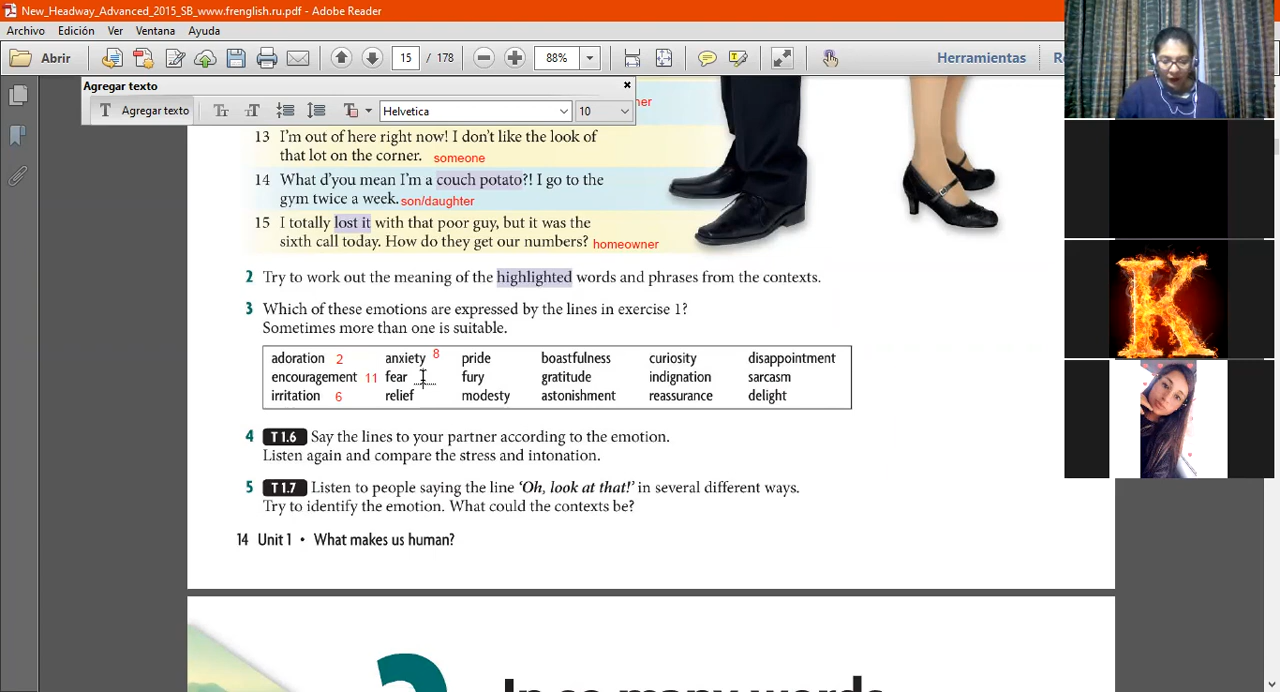 New_Headway_Advanced_2015_SB_www.frenglish.ru.pdf - Adobe Reader
Archivo Edición Ver Ventana Ayuda
Abrir 15 / 178 88% Herramientas
Agregar texto
Agregar texto Helvetica 10
13 I'm out of here right now! I don't like the look of
that lot on the corner. someone
14 What d'you mean I'm a couch potato?! I go to the
gym twice a week. son/daughter
15 I totally lost it with that poor guy, but it was the
sixth call today. How do they get our numbers? homeowner
2 Try to work out the meaning of the highlighted words and phrases from the contexts.
3 Which of these emotions are expressed by the lines in exercise 1?
Sometimes more than one is suitable.
adoration 2 anxiety 8 pride boastfulness curiosity disappointment
encouragement 11 fear fury gratitude indignation sarcasm
irritation 6 relief modesty astonishment reassurance delight
4 T 1.6 Say the lines to your partner according to the emotion.
Listen again and compare the stress and intonation.
5 T 1.7 Listen to people saying the line 'Oh, look at that!' in several different ways.
Try to identify the emotion. What could the contexts be?
14 Unit 1 • What makes us human?
K